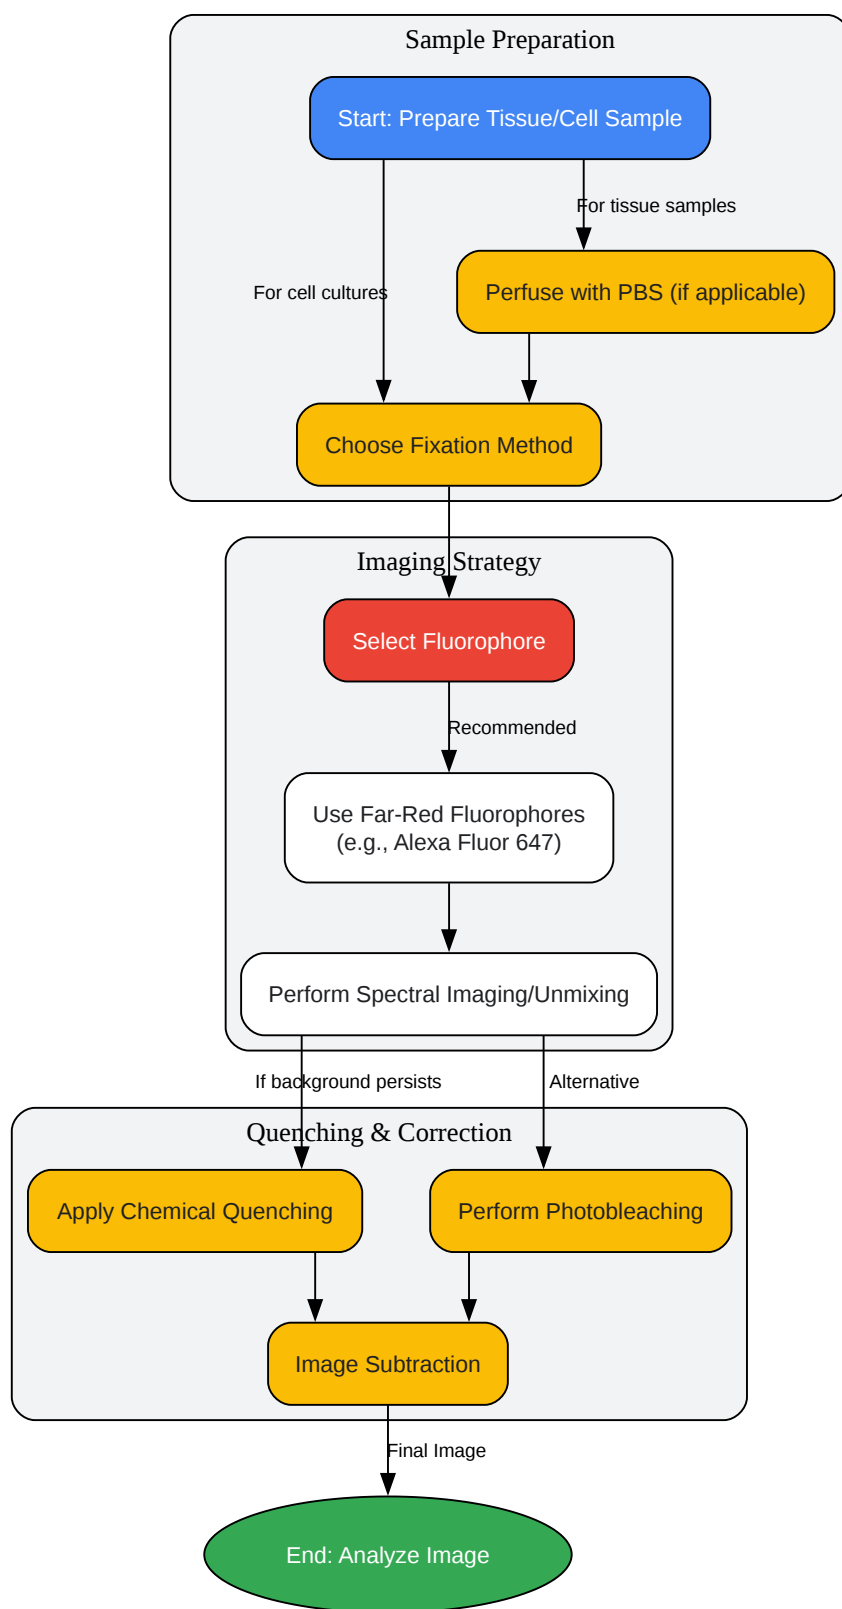 Sample Preparation
Start: Prepare Tissue/Cell Sample
For tissue samples
For cell cultures
Perfuse with PBS (if applicable)
Choose Fixation Method
Imaging Strategy
Select Fluorophore
Recommended
Use Far-Red Fluorophores
(e.g., Alexa Fluor 647)
Perform Spectral Imaging/Unmixing
If background persists
Alternative
Quenching & Correction
Apply Chemical Quenching
Perform Photobleaching
Image Subtraction
Final Image
End: Analyze Image